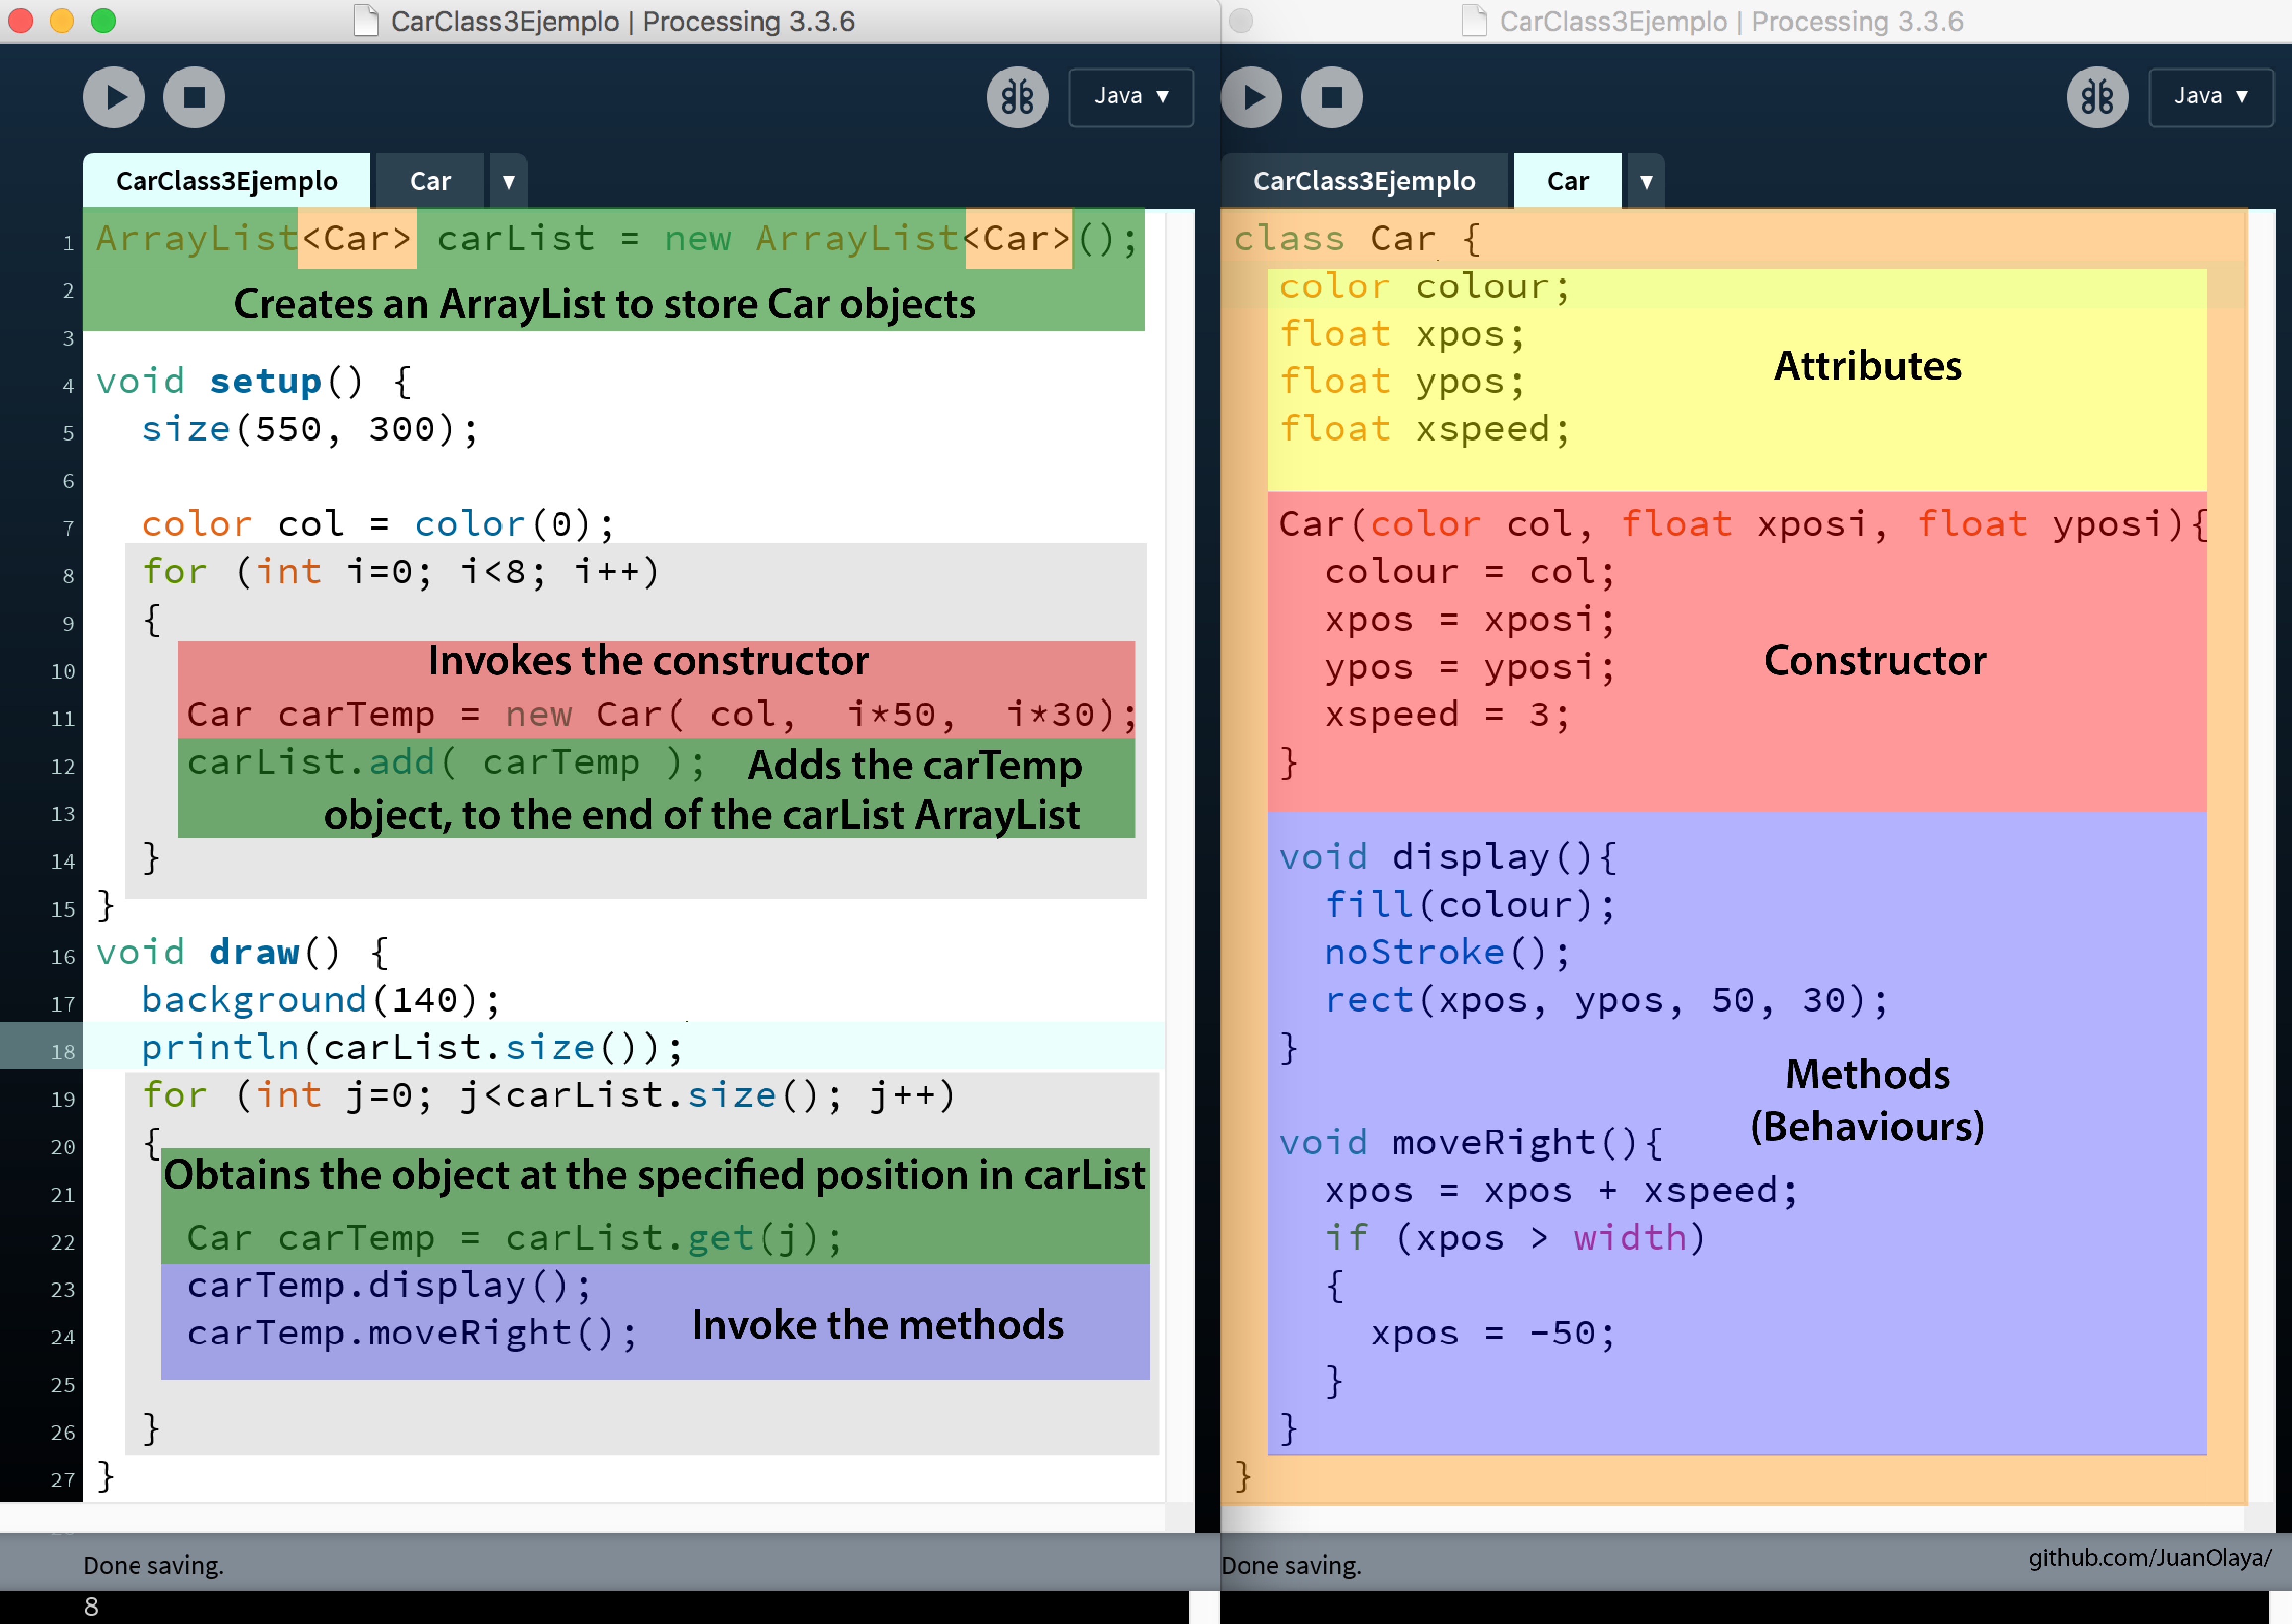 CarClass3Ejemplo | Processing 3.3.6
Java ▼
CarClass3Ejemplo Car ▼
1 ArrayList<Car> carList = new ArrayList<Car>();
2 Creates an ArrayList to store Car objects
3
4 void setup() {
5 size(550, 300);
6
7 color col = color(0);
8 for (int i=0; i<8; i++)
9 {
10 Invokes the constructor
11 Car carTemp = new Car( col,  i*50,  i*30);
12 carList.add( carTemp ); Adds the carTemp
13 object, to the end of the carList ArrayList
14 }
15 }
16 void draw() {
17 background(140);
18 println(carList.size());
19 for (int j=0; j<carList.size(); j++)
20 {
21 Obtains the object at the specified position in carList
22 Car carTemp = carList.get(j);
23 carTemp.display();
24 carTemp.moveRight(); Invoke the methods
25
26 }
27 }
Done saving.
8
CarClass3Ejemplo | Processing 3.3.6
Java ▼
CarClass3Ejemplo Car ▼
class Car {
color colour;
float xpos;
Attributes
float ypos;
float xspeed;
Car(color col, float xposi, float yposi){
colour = col;
xpos = xposi;
ypos = yposi; Constructor
xspeed = 3;
}
void display(){
fill(colour);
noStroke();
rect(xpos, ypos, 50, 30);
}
Methods
(Behaviours)
void moveRight(){
xpos = xpos + xspeed;
if (xpos > width)
{
xpos = -50;
}
}
}
Done saving. github.com/JuanOlaya/